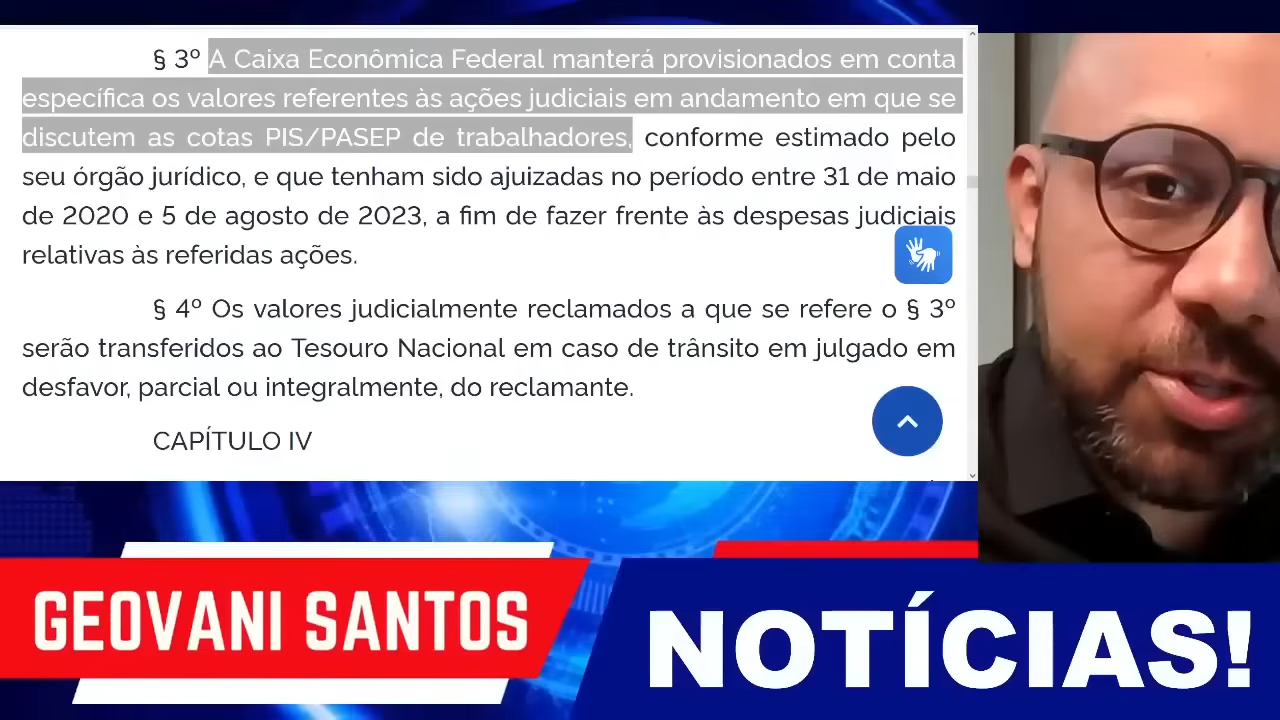 § 3º A Caixa Econômica Federal manterá provisionados em conta
específica os valores referentes às ações judiciais em andamento em que se
discutem as cotas PIS/PASEP de trabalhadores, conforme estimado pelo
seu órgão jurídico, e que tenham sido ajuizadas no período entre 31 de maio
de 2020 e 5 de agosto de 2023, a fim de fazer frente às despesas judiciais
relativas às referidas ações.
§ 4º Os valores judicialmente reclamados a que se refere o § 3º
serão transferidos ao Tesouro Nacional em caso de trânsito em julgado em
desfavor, parcial ou integralmente, do reclamante.
CAPÍTULO IV
GEOVANI SANTOS
NOTÍCIAS!